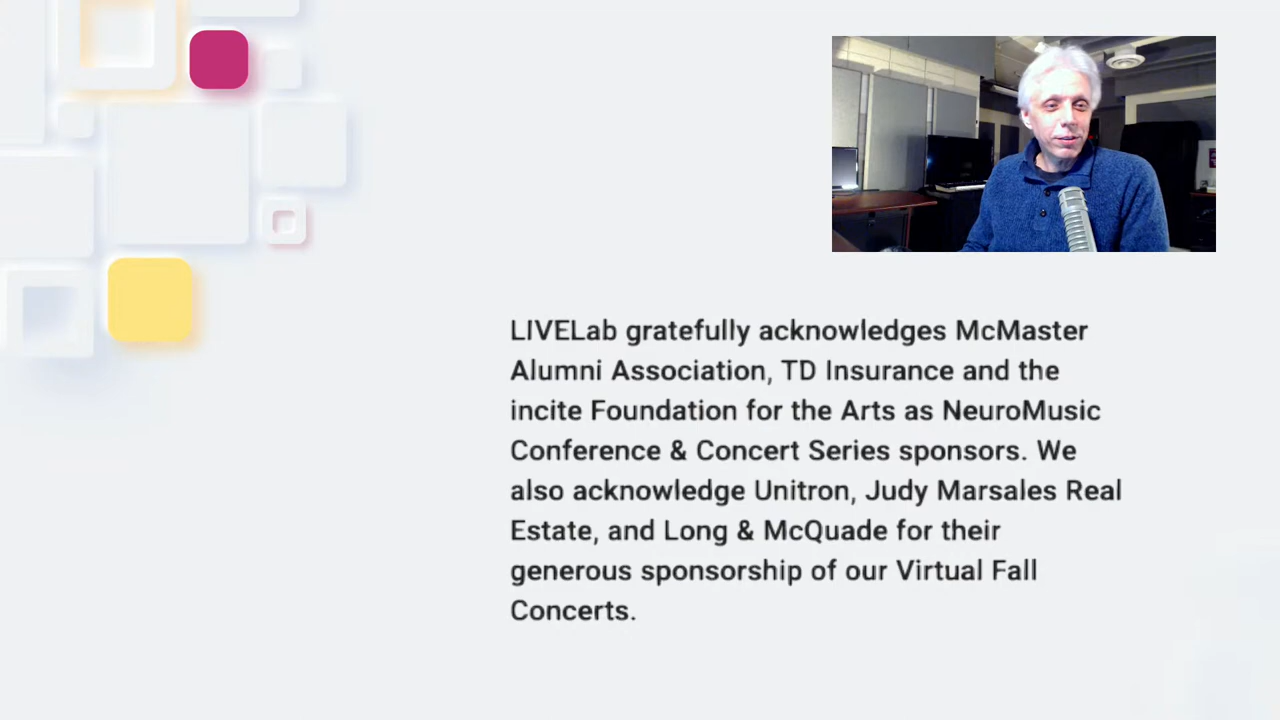 LIVELab gratefully acknowledges McMaster
Alumni Association, TD Insurance and the
incite Foundation for the Arts as NeuroMusic
Conference & Concert Series sponsors. We
also acknowledge Unitron, Judy Marsales Real
Estate, and Long & McQuade for their
generous sponsorship of our Virtual Fall
Concerts.